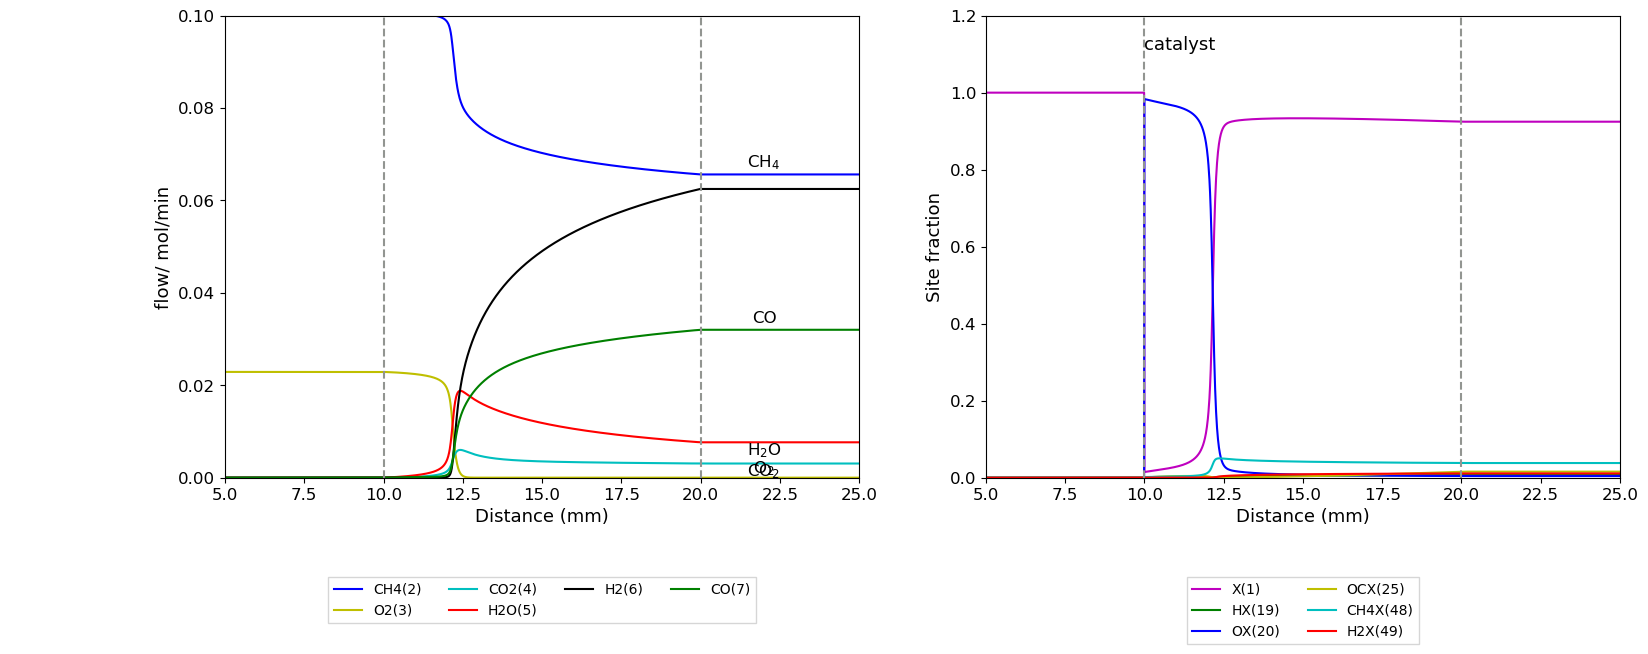 0.10
0.08
0.06
0.04
0.02
0.00
flow/ mol/min
CH4
CO
H2O
O2
CO2
5.0 7.5 10.0 12.5 15.0 17.5 20.0 22.5 25.0
Distance (mm)
CH4(2) CO2(4) H2(6) CO(7)
O2(3) H2O(5)
1.2
1.0
0.8
0.6
0.4
0.2
0.0
Site fraction
catalyst
5.0 7.5 10.0 12.5 15.0 17.5 20.0 22.5 25.0
Distance (mm)
X(1) OCX(25)
HX(19) CH4X(48)
OX(20) H2X(49)